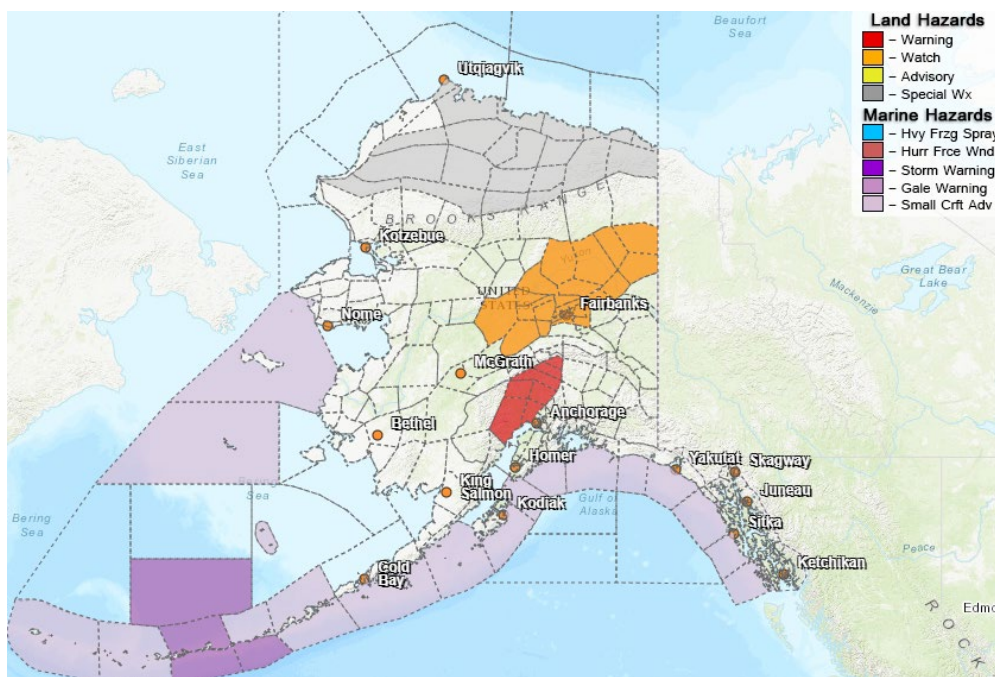 Beaufort
Sea
Land Hazards
– Warning
– Watch
– Advisory
– Special Wx
Marine Hazards
– Hvy Frzg Spray
– Hurr Frce Wnd
– Storm Warning
– Gale Warning
– Small Crft Adv
Utqiagvik
East
Siberian
Sea
BROOKS RANGE
Kotzebue
Yukon
Great Bear
Lake
UNITED
STATES
Fairbanks
Mackenzie
Nome
McGrath
Anchorage
Bethel
Homer
Yakutat
Skagway
King
Salmon
Sea
Kodiak
Gulf of
Alaska
Juneau
Sitka
Bering
Sea
Cold
Bay
Ketchikan
Peace
Edmo
ROCK